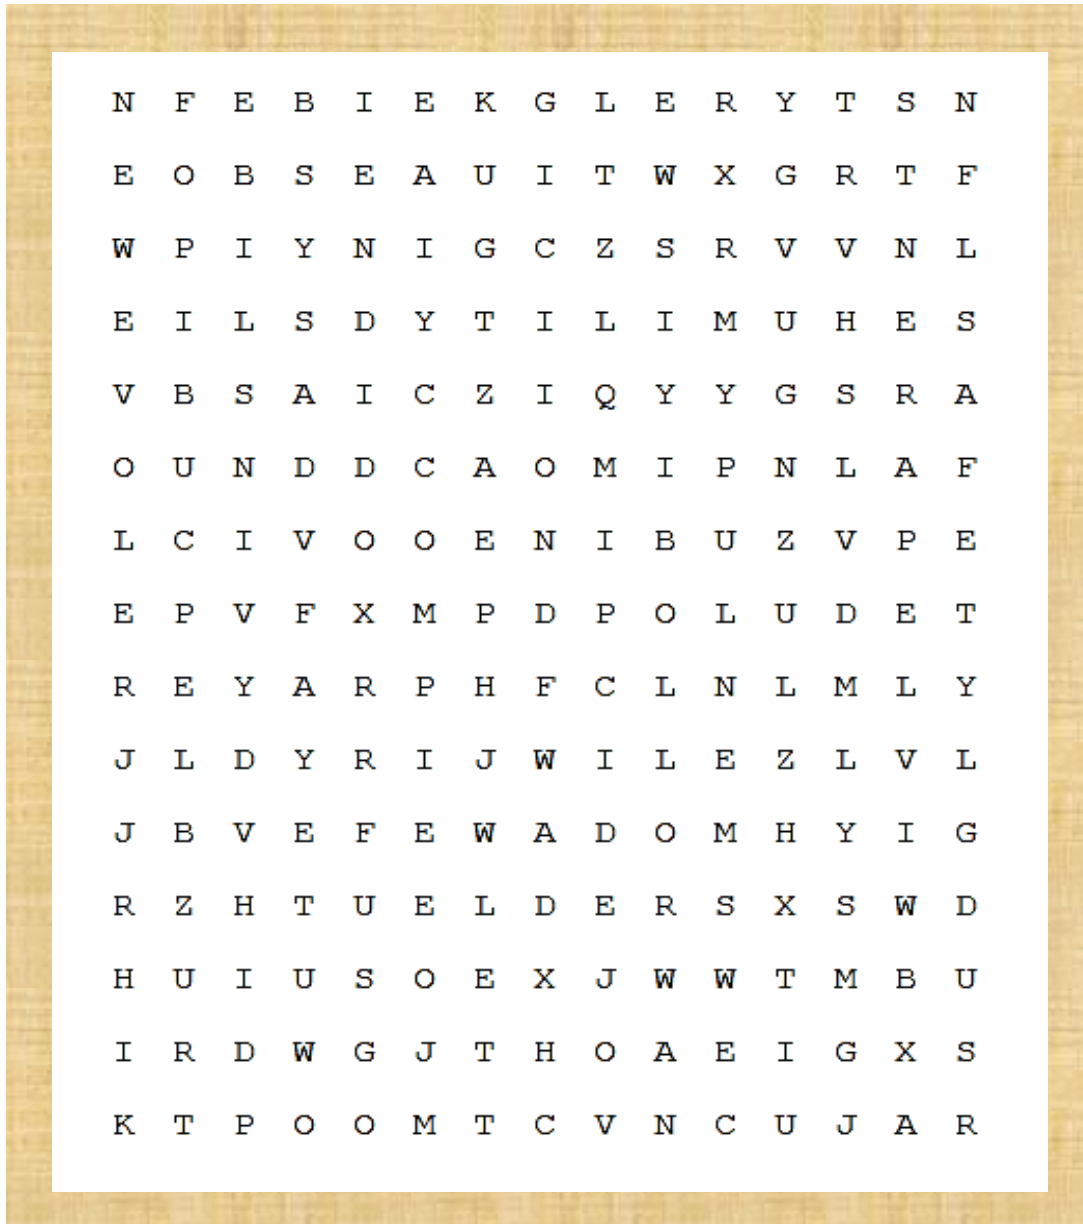 N F E B I E K G L E R Y T S N
E O B S E A U I T W X G R T F
W P I Y N I G C Z S R V V N L
E I L S D Y T I L I M U H E S
V B S A I C Z I Q Y Y G S R A
O U N D D C A O M I P N L A F
L C I V O O E N I B U Z V P E
E P V F X M P D P O L U D E T
R E Y A R P H F C L N L M L Y
J L D Y R I J W I L E Z L V L
J B V E F E W A D O M H Y I G
R Z H T U E L D E R S X S W D
H U I U S O E X J W W T M B U
I R D W G J T H O A E I G X S
K T P O O M T C V N C U J A R